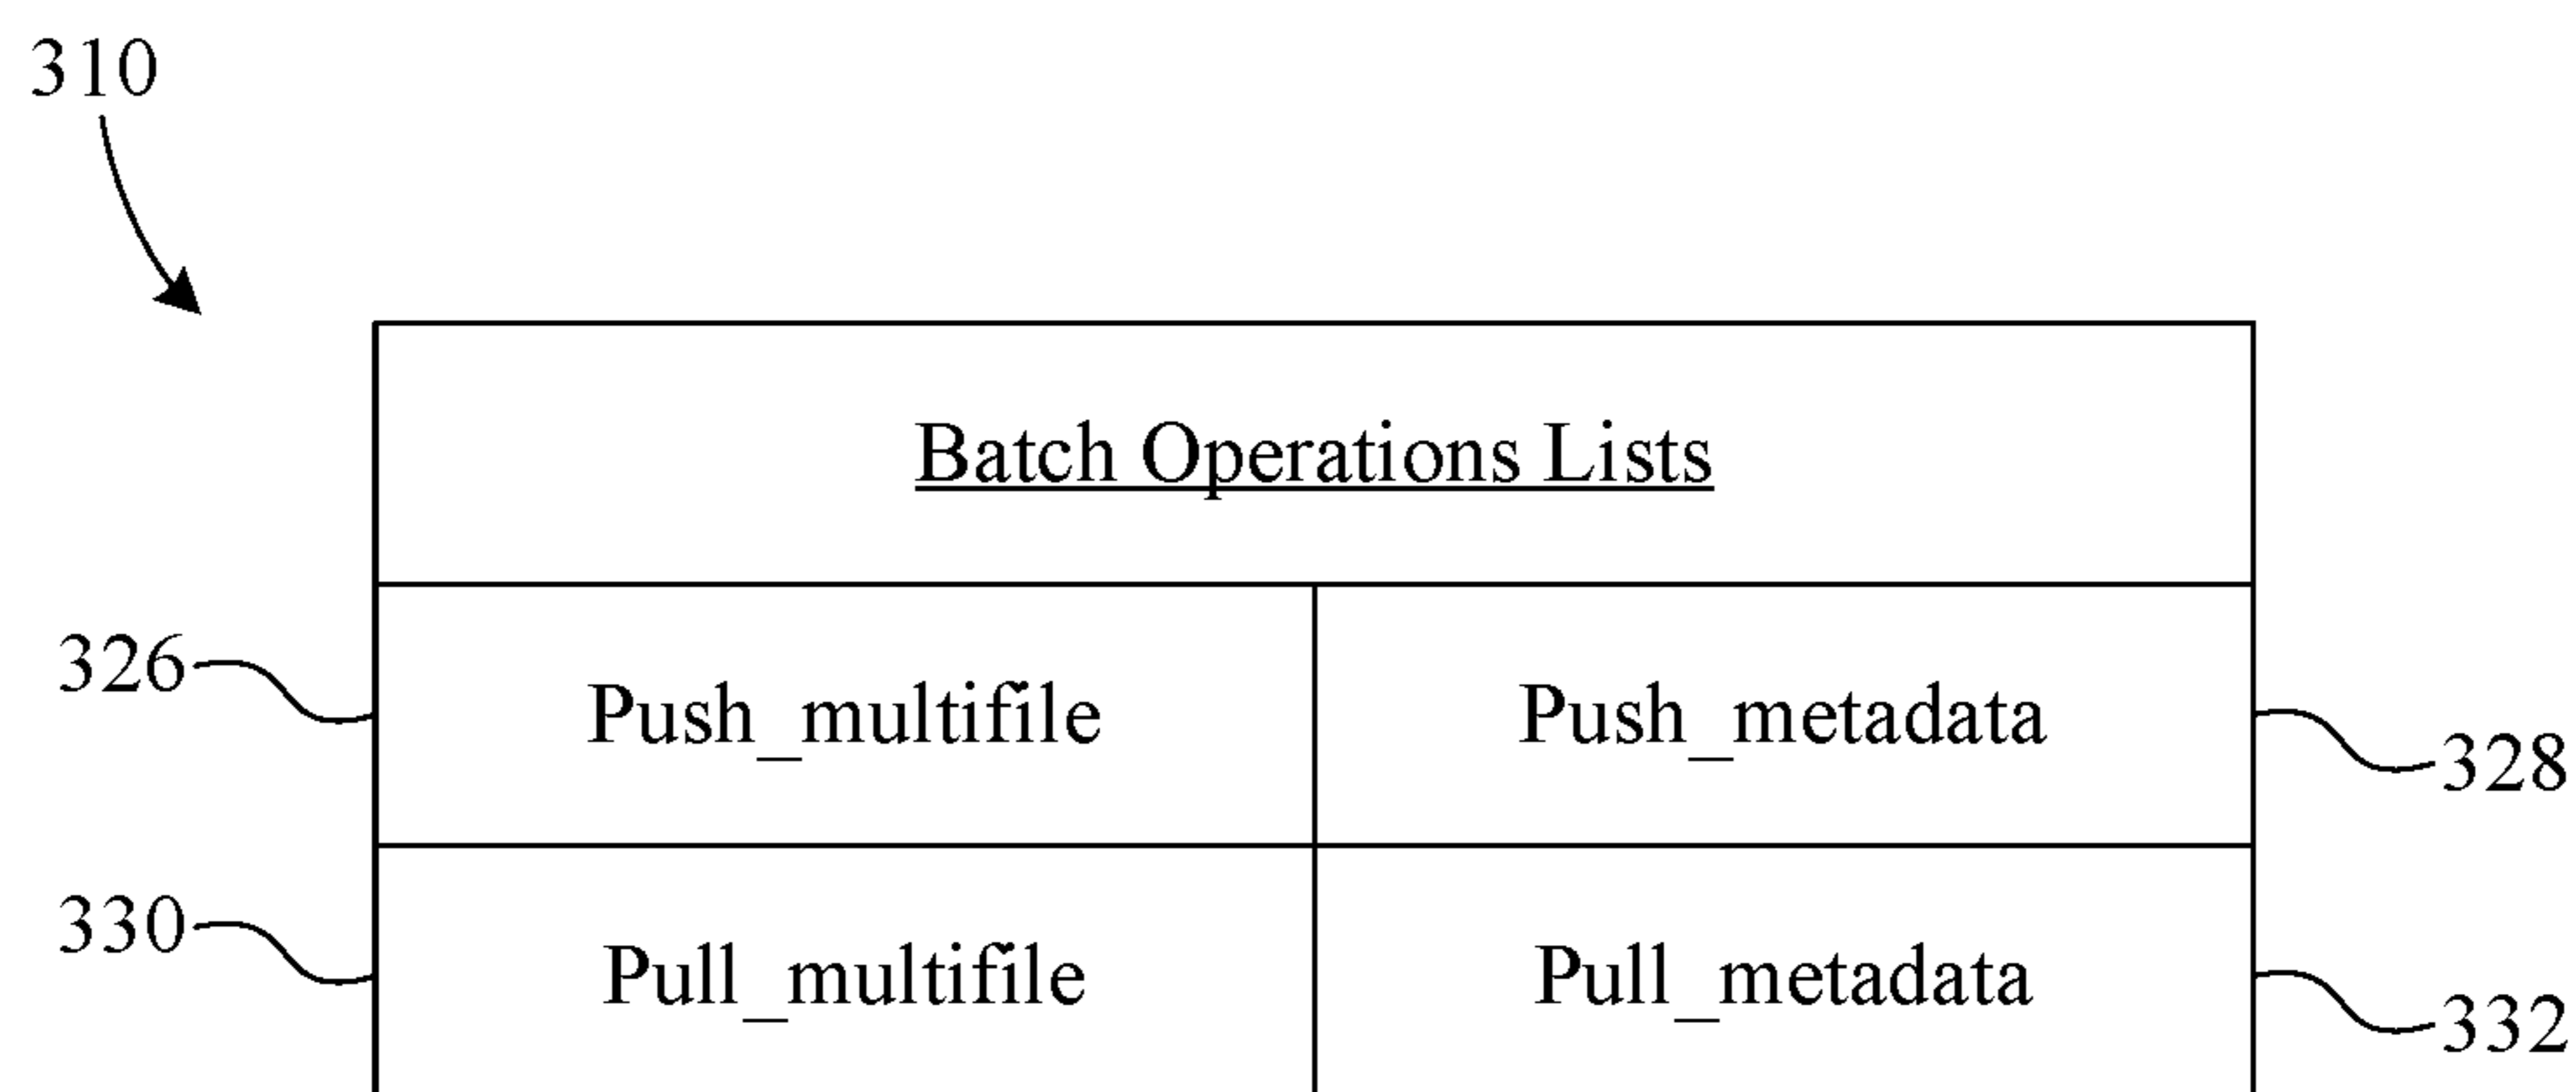 310
Batch Operations Lists
326 Push_multifile Push_metadata 328
330 Pull_multifile Pull_metadata 332